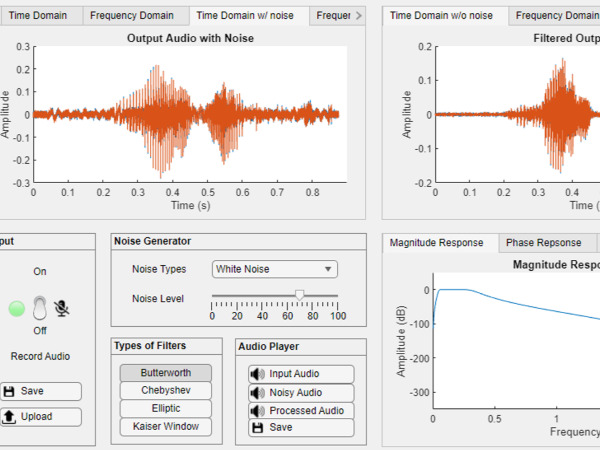 Time Domain
Frequency Domain
Time Domain w/ noise
Output Audio with Noise
0.3
0.2
0.1
0
-0.1
-0.2
-0.3
Amplitude
0 0.1 0.2 0.3 0.4 0.5 0.6 0.7 0.8
Time (s)
Time Domain w/o noise
Frequency Domain
Filtered
0.2
0.1
0
-0.1
-0.2
Amplitude
0 0.1 0.2 0.3 0.4
Time
On
Off
Record Audio
Save
Upload
Noise Generator
Noise Types
White Noise
Noise Level
0 20 40 60 80 100
Types of Filters
Butterworth
Chebyshev
Elliptic
Kaiser Window
Audio Player
Input Audio
Noisy Audio
Processed Audio
Save
Magnitude Response
Phase Repsonse
Magnitude
0
-100
-200
-300
Amplitude (dB)
0 0.5 1
Frequency